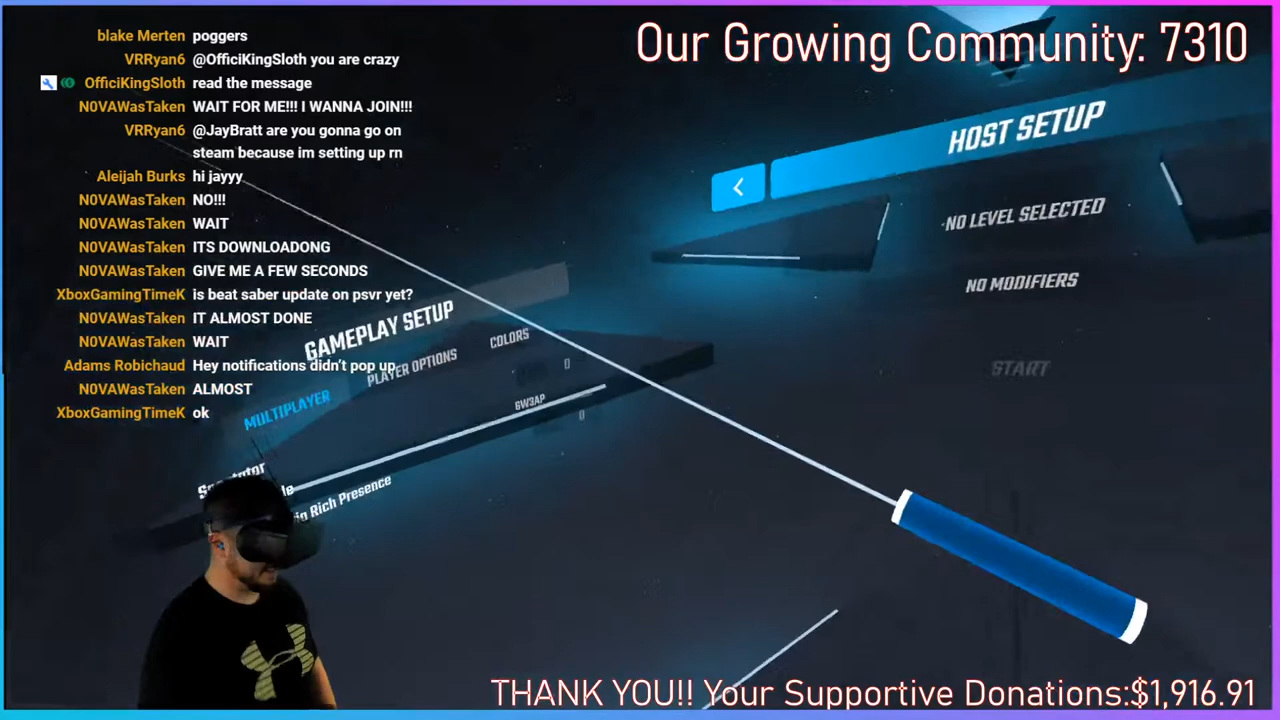 blake Merten poggers
VRRyan6 @OfficiKingSloth you are crazy
OfficiKingSloth read the message
N0VAWasTaken WAIT FOR ME!!! I WANNA JOIN!!!
VRRyan6 @JayBratt are you gonna go on
steam because im setting up rn
Aleijah Burks hi jayyy
N0VAWasTaken NO!!!
N0VAWasTaken WAIT
N0VAWasTaken ITS DOWNLOADONG
N0VAWasTaken GIVE ME A FEW SECONDS
XboxGamingTimeK is beat saber update on psvr yet?
N0VAWasTaken IT ALMOST DONE
N0VAWasTaken WAIT
Adams Robichaud Hey notifications didn't pop up
N0VAWasTaken ALMOST
XboxGamingTimeK ok
Our Growing Community: 7310
HOST SETUP
NO LEVEL SELECTED
NO MODIFIERS
START
GAMEPLAY SETUP
MULTIPLAYER PLAYER OPTIONS COLORS
0
6W3AP
0
Rich Presence
THANK YOU!! Your Supportive Donations:$1,916.91